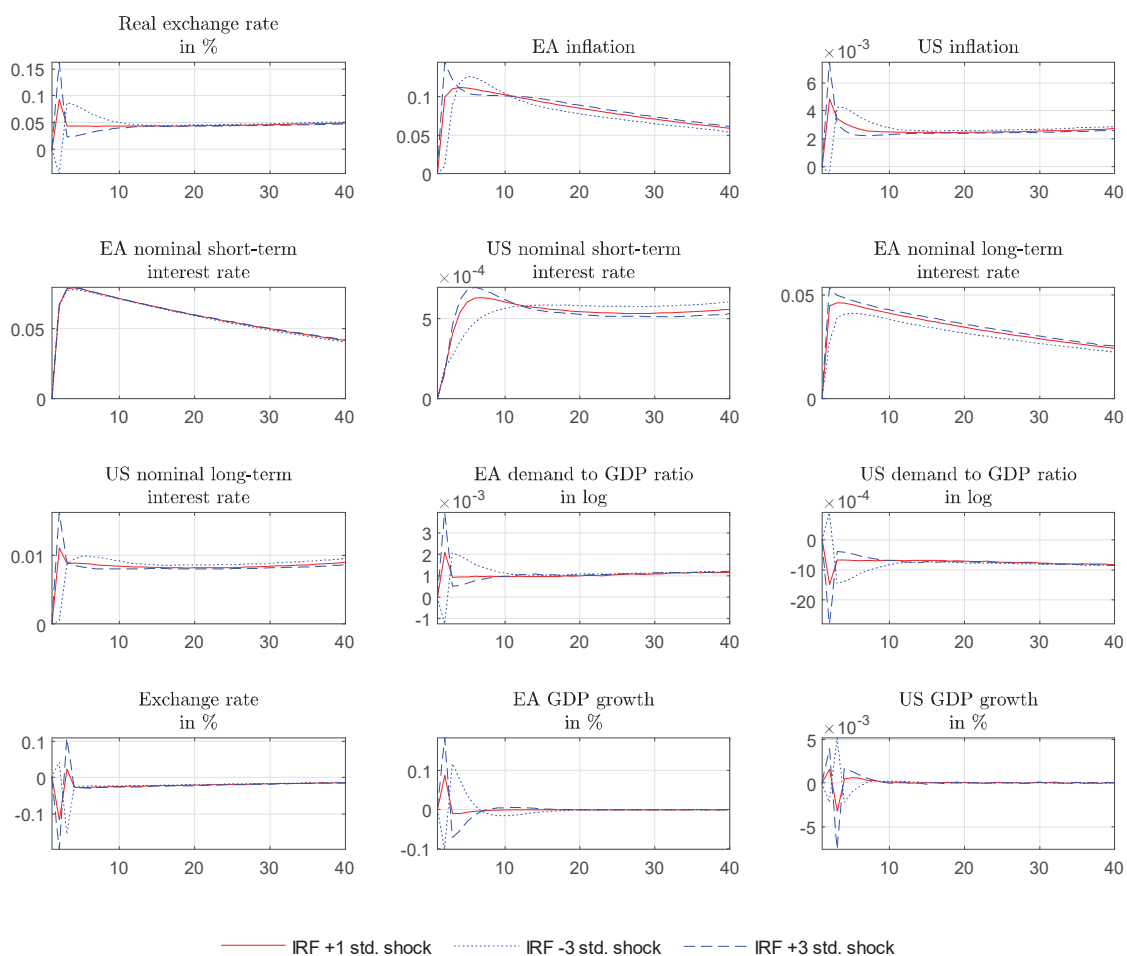 Real exchange rate
in %
0.15
0.1
0.05
0
10 20 30 40
EA inflation
0.1
0.05
0
10 20 30 40
US inflation
×10-3
6
4
2
0
10 20 30 40
EA nominal short-term
interest rate
0.05
0
10 20 30 40
US nominal short-term
interest rate
×10-4
5
0
10 20 30 40
EA nominal long-term
interest rate
0.05
0
10 20 30 40
US nominal long-term
interest rate
0.01
0
10 20 30 40
EA demand to GDP ratio
in log
×10-3
3
2
1
0
-1
10 20 30 40
US demand to GDP ratio
in log
×10-4
0
-10
-20
10 20 30 40
Exchange rate
in %
0.1
0
-0.1
10 20 30 40
EA GDP growth
in %
0.1
0
-0.1
10 20 30 40
US GDP growth
in %
×10-3
5
0
-5
10 20 30 40
IRF +1 std. shock IRF -3 std. shock IRF +3 std. shock